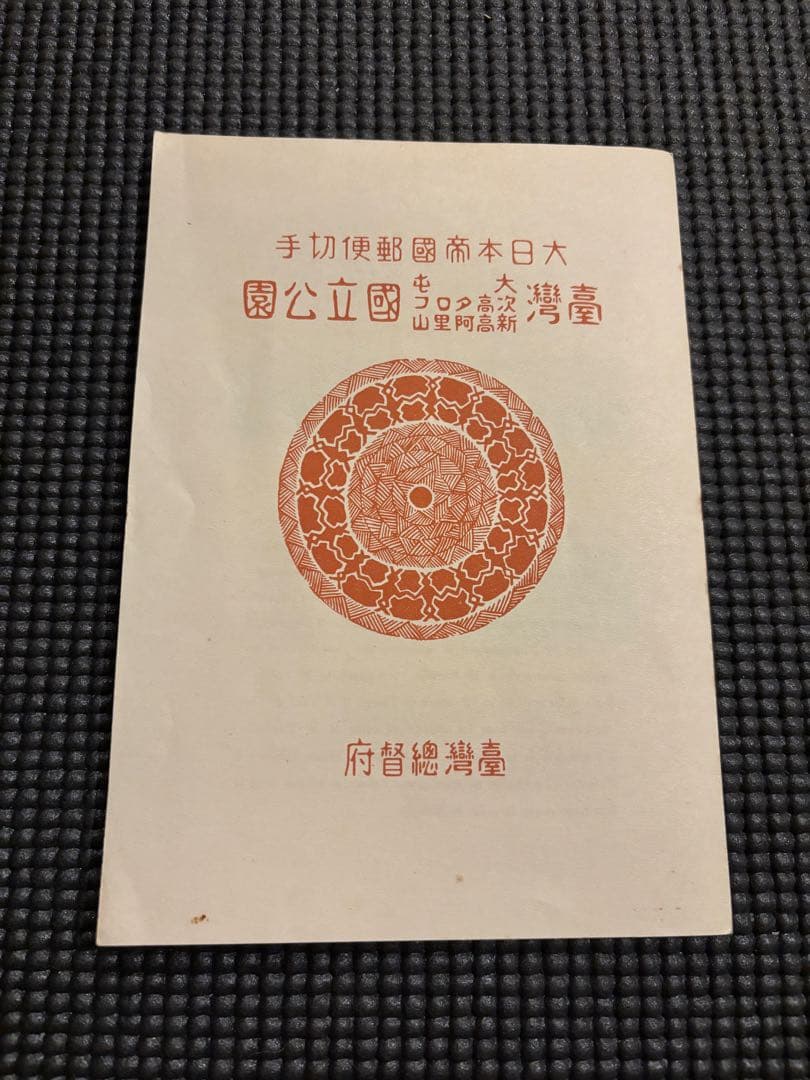 大日本帝國郵便切手
臺灣
大屯
次高タロコ
新高阿里山
國立公園
臺灣總督府